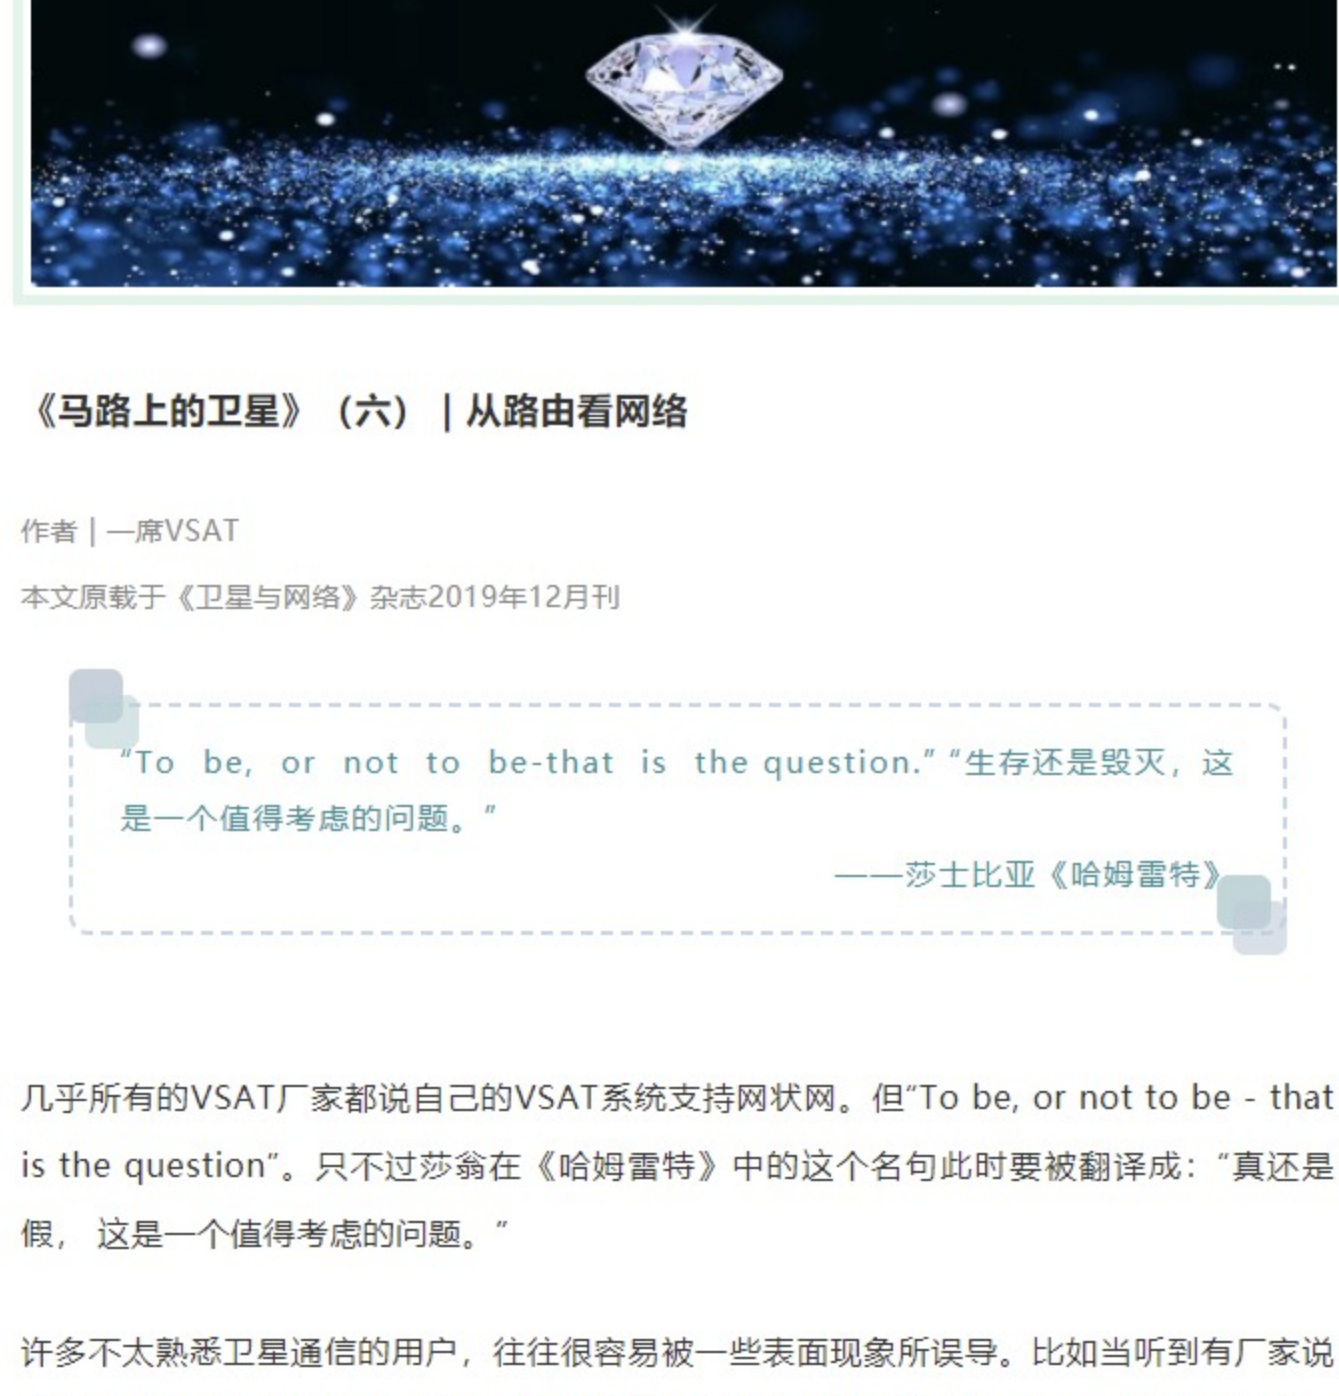 《马路上的卫星》（六） | 从路由看网络
作者 | 一席VSAT
本文原载于《卫星与网络》杂志2019年12月刊
“To be, or not to be-that is the question.” “生存还是毁灭，这
是一个值得考虑的问题。”
——莎士比亚《哈姆雷特》
几乎所有的VSAT厂家都说自己的VSAT系统支持网状网。但“To be, or not to be - that
is the question”。只不过莎翁在《哈姆雷特》中的这个名句此时要被翻译成：“真还是
假， 这是一个值得考虑的问题。”
许多不太熟悉卫星通信的用户，往往很容易被一些表面现象所误导。比如当听到有厂家说